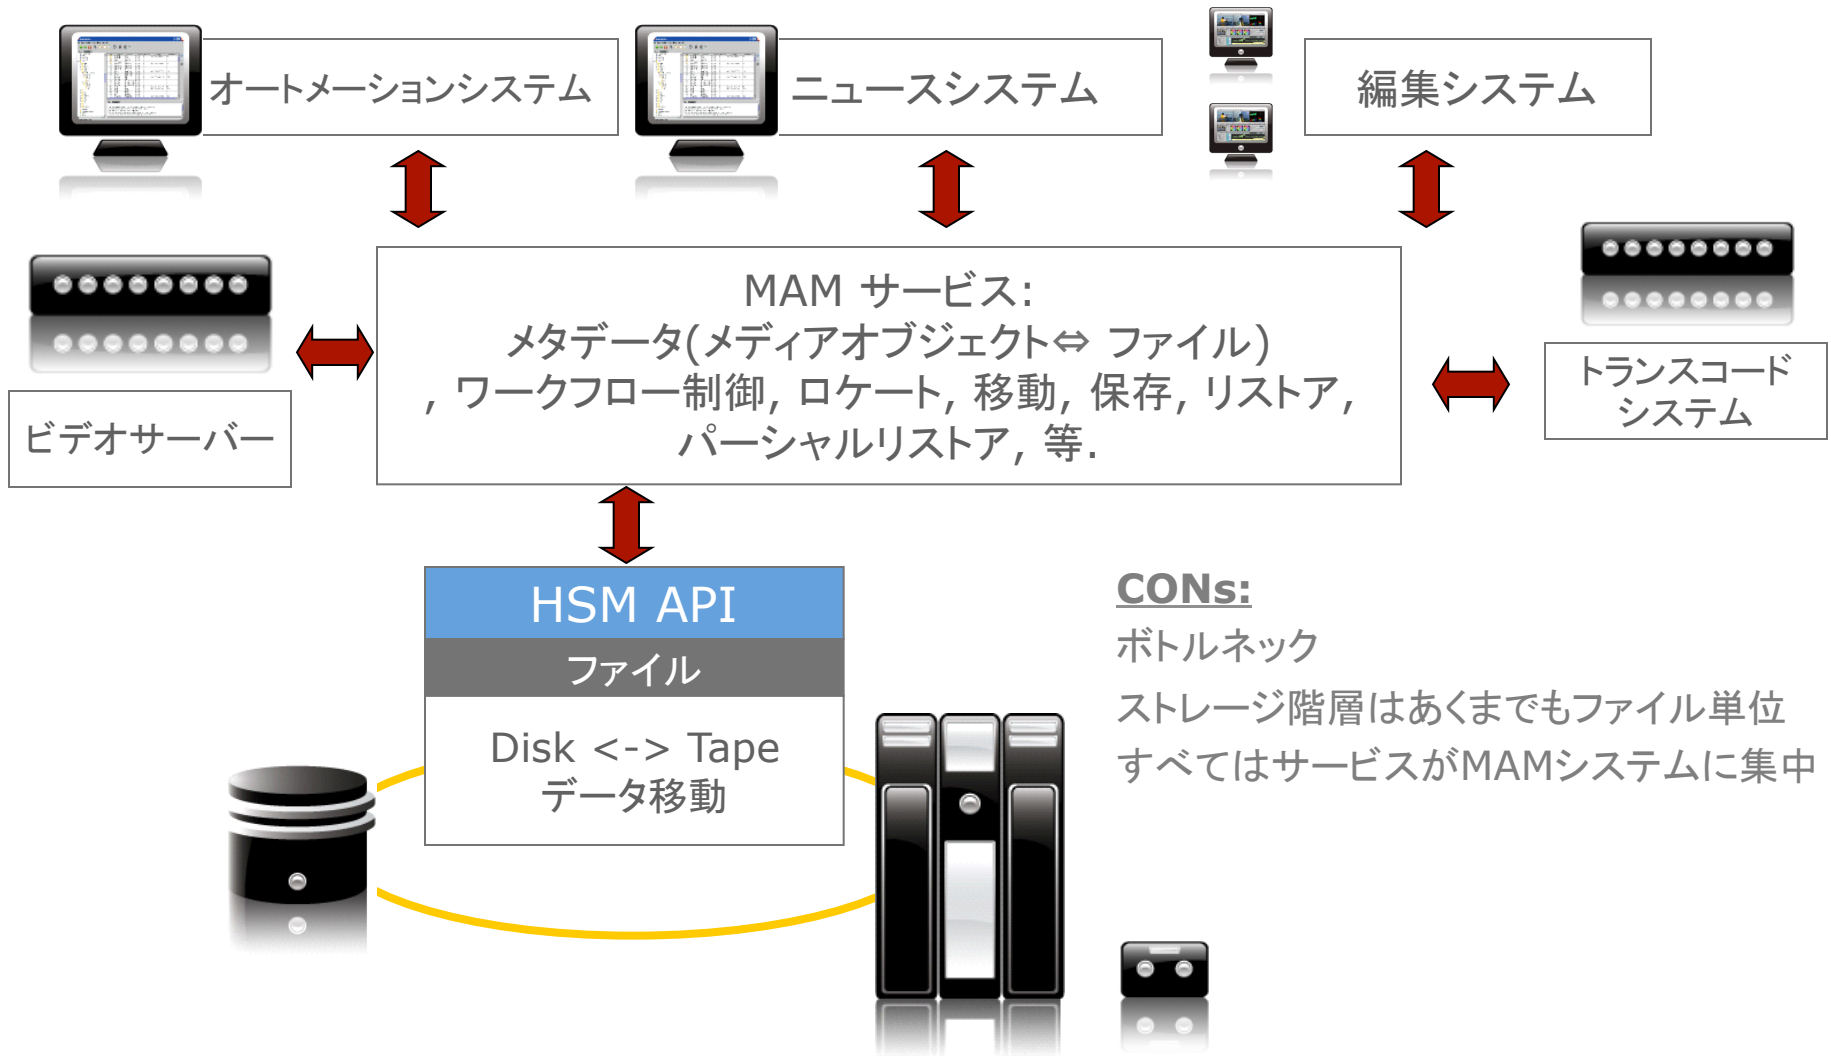 オートメーションシステム
ニュースシステム
編集システム
MAM サービス:
メタデータ(メディアオブジェクト⇔ ファイル)
, ワークフロー制御, ロケート, 移動, 保存, リストア,
パーシャルリストア, 等.
ビデオサーバー
トランスコード
システム
HSM API
ファイル
Disk <-> Tape
データ移動
CONs:
ボトルネック
ストレージ階層はあくまでもファイル単位
すべてはサービスがMAMシステムに集中